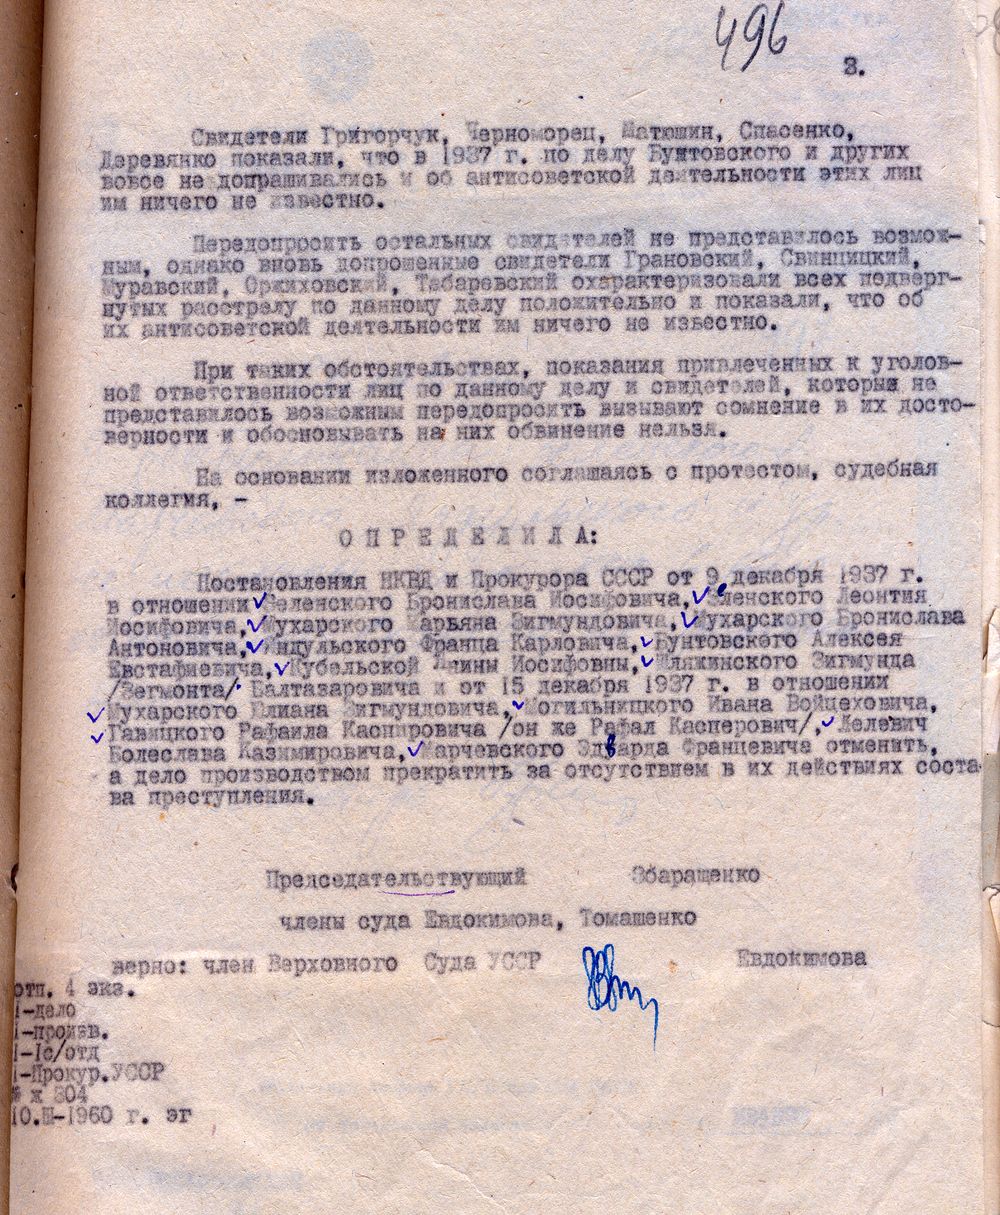 496
3.
Свидетели Григорчук, Черноморец, Матюшин, Спасенко,
Деревянко показали, что в 1937 г. по делу Бунтовского и других
вовсе не допрашивались и об антисоветской деятельности этих лиц
им ничего не известно.
Передопросить остальных свидетелей не представилось возмож-
ным, однако вновь допрошенные свидетели Грановский, Свинцицкий,
Муравский, Оржиховский, Табаревский охарактеризовали всех подверг-
нутых расстрелу по данному делу положительно и показали, что об
их антисоветской деятельности им ничего не известно.
При таких обстоятельствах, показания привлеченных к уголов-
ной ответственности лиц по данному делу и свидетелей, которых не
представилось возможным передопросить вызывают сомнение в их досто-
верности и обосновывать на них обвинение нельзя.
На основании изложенного соглашаясь с протестом, судебная
коллегия, -
ОПРЕДЕЛИЛА:
Постановления НКВД и Прокурора СССР от 9 декабря 1937 г.
в отношении Зеленского Бронислава Иосифовича, Зеленского Леонтия
Иосифовича, Мухарского Марьяна Зигмундовича, Мухарского Бронислава
Антоновича, Индульского Франца Карловича, Бунтовского Алексея
Евстафиевича, Кубельской Янины Иосифовны, Шляжинского Зигмунда
/Зегмонта/ Балтазаровича и от 15 декабря 1937 г. в отношении
Мухарского Юлиана Зигмундовича, Могильницкого Ивана Войцеховича,
Гавицкого Рафаила Каспировича /он же Рафал Касперович/, Желевич
Болеслава Казимировича, Марчевского Эдварда Францевича отменить,
а дело производством прекратить за отсутствием в их действиях соста-
ва преступления.
Председательствующий Збаращенко
члены суда Евдокимова, Томашенко
верно: член Верховного Суда УССР Евдокимова
отп. 4 экз.
1-дело
1-произв.
1-1с/отд
1-Прокур.УССР
№ х 304
10.Ш-1960 г. эг